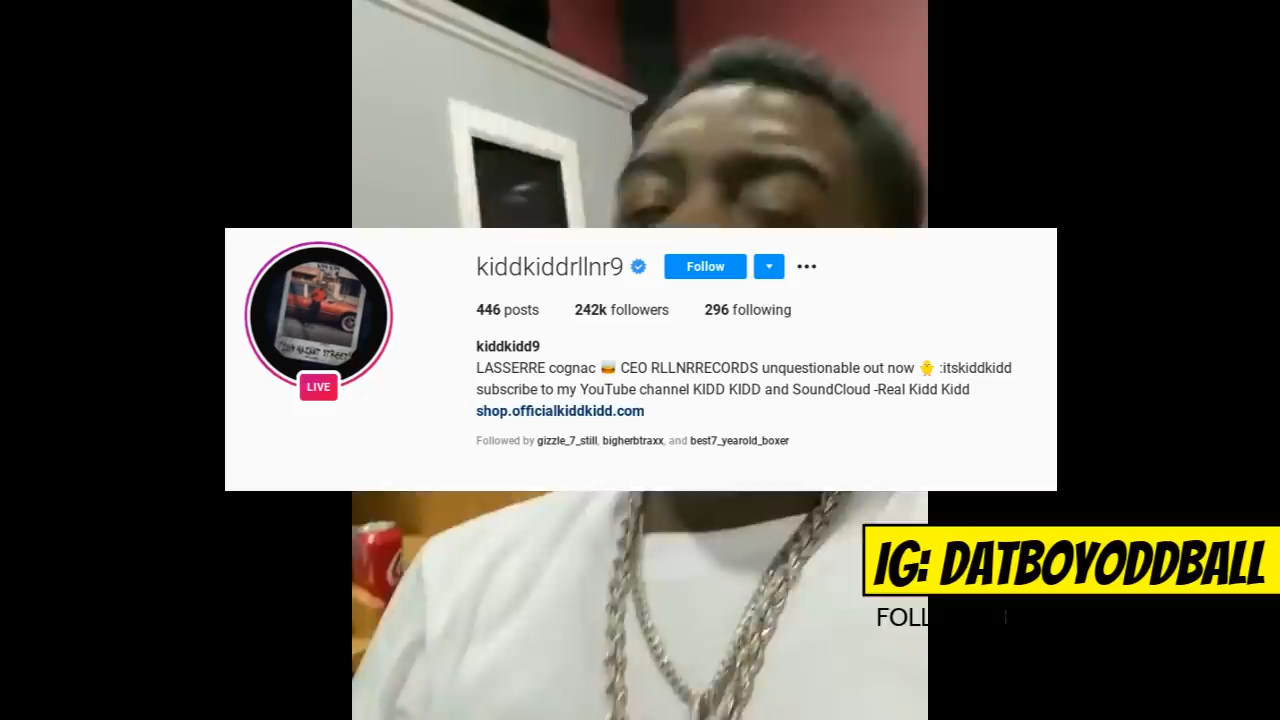 kiddkiddrllnr9 Follow
446 posts 242k followers 296 following
kiddkidd9
LASSERRE cognac 🥃 CEO RLLNRRECORDS unquestionable out now 🐥 :itskiddkidd
subscribe to my YouTube channel KIDD KIDD and SoundCloud -Real Kidd Kidd
shop.officialkiddkidd.com
Followed by gizzle_7_still, bigherbtraxx, and best7_yearold_boxer
LIVE
IG: DATBOYODDBALL
FOLL